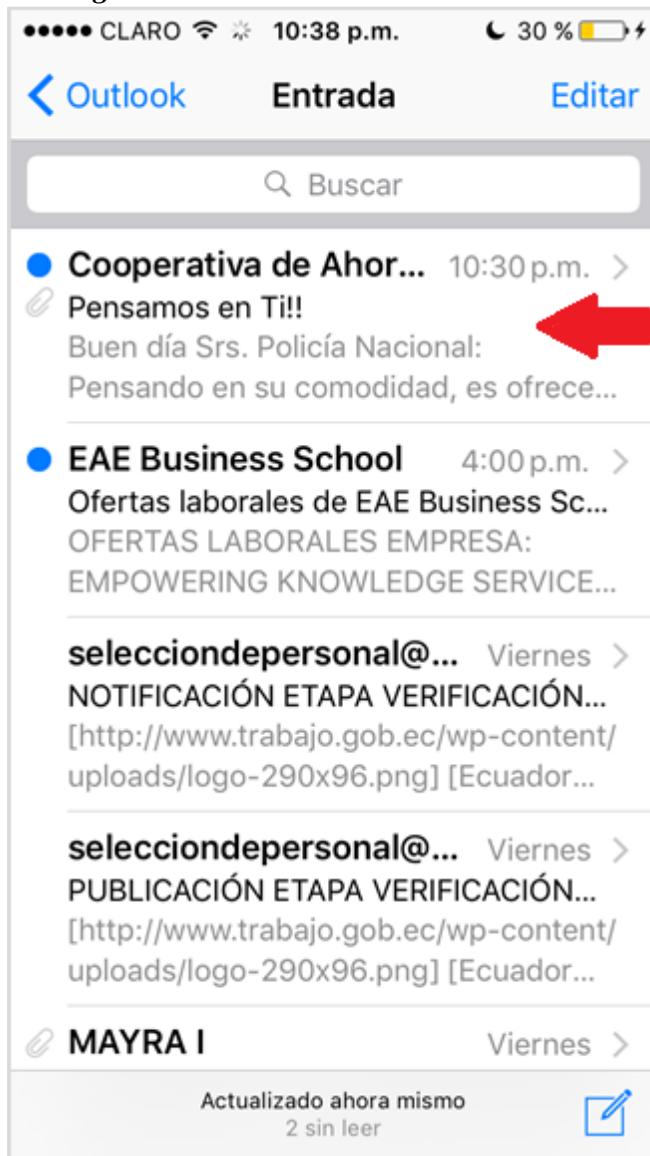 CLARO 10:38 p.m. 30 %
Outlook Entrada Editar
Buscar
Cooperativa de Ahor... 10:30 p.m.
Pensamos en Ti!!
Buen día Srs. Policía Nacional:
Pensando en su comodidad, es ofrece...
EAE Business School 4:00 p.m.
Ofertas laborales de EAE Business Sc...
OFERTAS LABORALES EMPRESA:
EMPOWERING KNOWLEDGE SERVICE...
selecciondepersonal@... Viernes
NOTIFICACIÓN ETAPA VERIFICACIÓN...
[http://www.trabajo.gob.ec/wp-content/
uploads/logo-290x96.png] [Ecuador...
selecciondepersonal@... Viernes
PUBLICACIÓN ETAPA VERIFICACIÓN...
[http://www.trabajo.gob.ec/wp-content/
uploads/logo-290x96.png] [Ecuador...
MAYRA I Viernes
Actualizado ahora mismo
2 sin leer